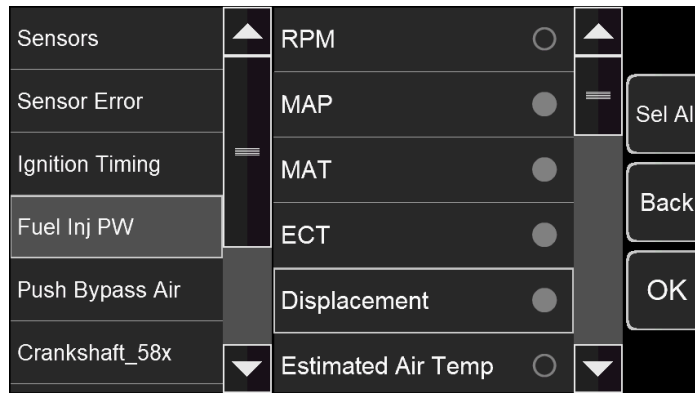 Sensors
Sensor Error
Ignition Timing
Fuel Inj PW
Push Bypass Air
Crankshaft_58x
RPM
MAP
MAT
ECT
Displacement
Estimated Air Temp
Sel Al
Back
OK